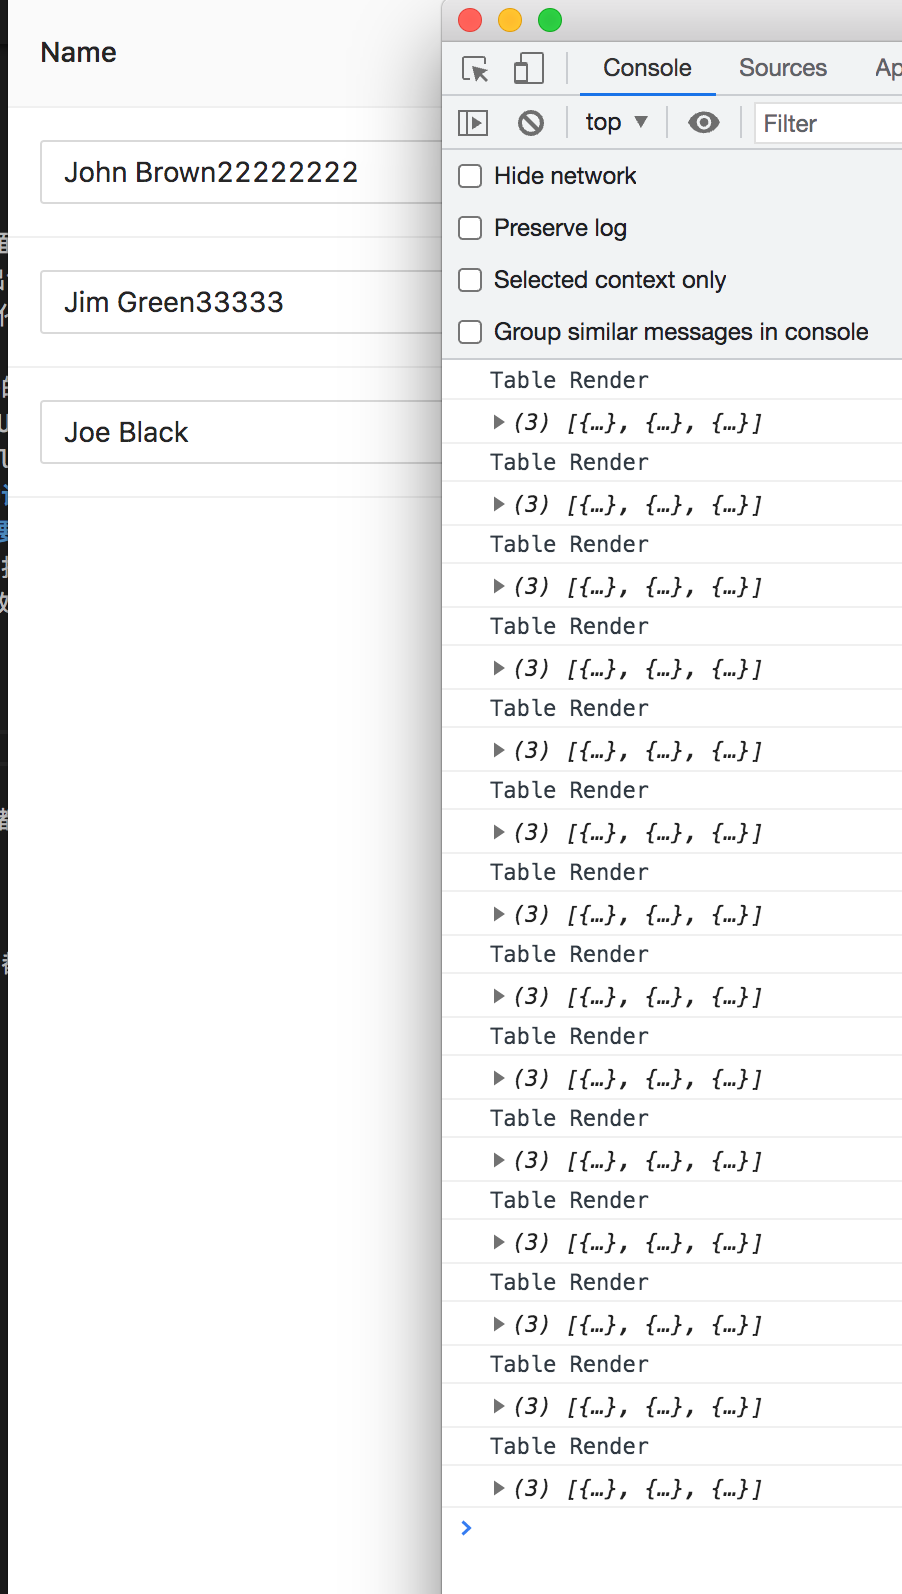 Name
John Brown22222222
Jim Green33333
Joe Black
Console Sources
top ▼ Filter
Hide network
Preserve log
Selected context only
Group similar messages in console
Table Render
▶(3) [{…}, {…}, {…}]
Table Render
▶(3) [{…}, {…}, {…}]
Table Render
▶(3) [{…}, {…}, {…}]
Table Render
▶(3) [{…}, {…}, {…}]
Table Render
▶(3) [{…}, {…}, {…}]
Table Render
▶(3) [{…}, {…}, {…}]
Table Render
▶(3) [{…}, {…}, {…}]
Table Render
▶(3) [{…}, {…}, {…}]
Table Render
▶(3) [{…}, {…}, {…}]
Table Render
▶(3) [{…}, {…}, {…}]
Table Render
▶(3) [{…}, {…}, {…}]
Table Render
▶(3) [{…}, {…}, {…}]
Table Render
▶(3) [{…}, {…}, {…}]
Table Render
▶(3) [{…}, {…}, {…}]